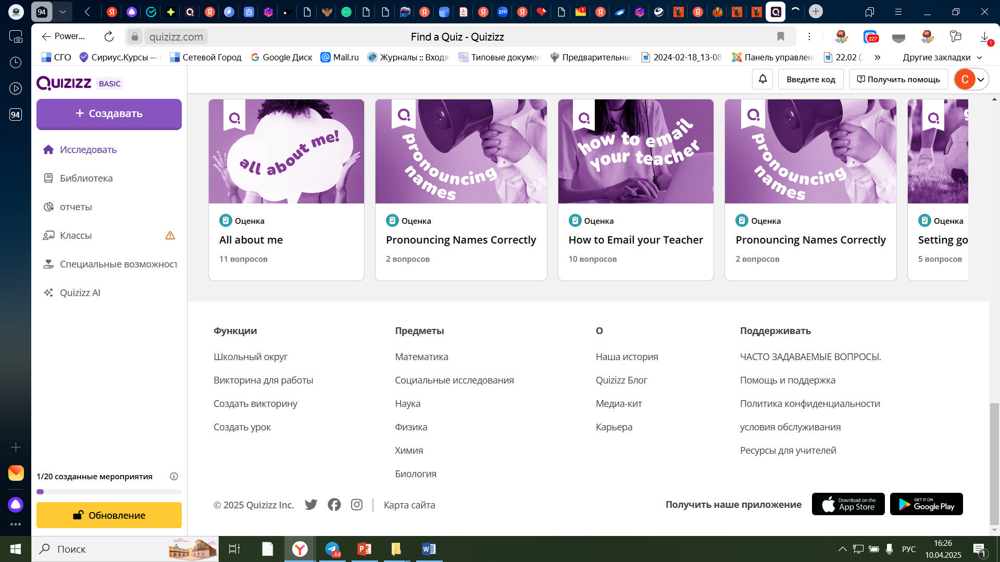 94
Power...
quizizz.com
Find a Quiz - Quizizz
227
СГО
Сириус.Курсы —
Сетевой Город
Google Диск
Mail.ru
Журналы :: Входя
Типовые докумен
Предварительны
2024-02-18_13-08
Панель управлен
22.02 (
»
Другие закладки
94
Quizizz BASIC
Введите код
Получить помощь
C
+ Создавать
Исследовать
Библиотека
отчеты
Классы
Специальные возможност
Quizizz AI
all about me!
pronouncing names
how to email your teacher
pronouncing names
Оценка
All about me
11 вопросов
Оценка
Pronouncing Names Correctly
2 вопросов
Оценка
How to Email your Teacher
10 вопросов
Оценка
Pronouncing Names Correctly
2 вопросов
Оценка
Setting go
5 вопросов
Функции
Школьный округ
Викторина для работы
Создать викторину
Создать урок
Предметы
Математика
Социальные исследования
Наука
Физика
Химия
Биология
О
Наша история
Quizizz Блог
Медиа-кит
Карьера
Поддерживать
ЧАСТО ЗАДАВАЕМЫЕ ВОПРОСЫ.
Помощь и поддержка
Политика конфиденциальности
условия обслуживания
Ресурсы для учителей
1/20 созданные мероприятия
Обновление
© 2025 Quizizz Inc.
Карта сайта
Получить наше приложение
Download on the
App Store
GET IT ON
Google Play
Поиск
..64
РУС
16:26
10.04.2025
1